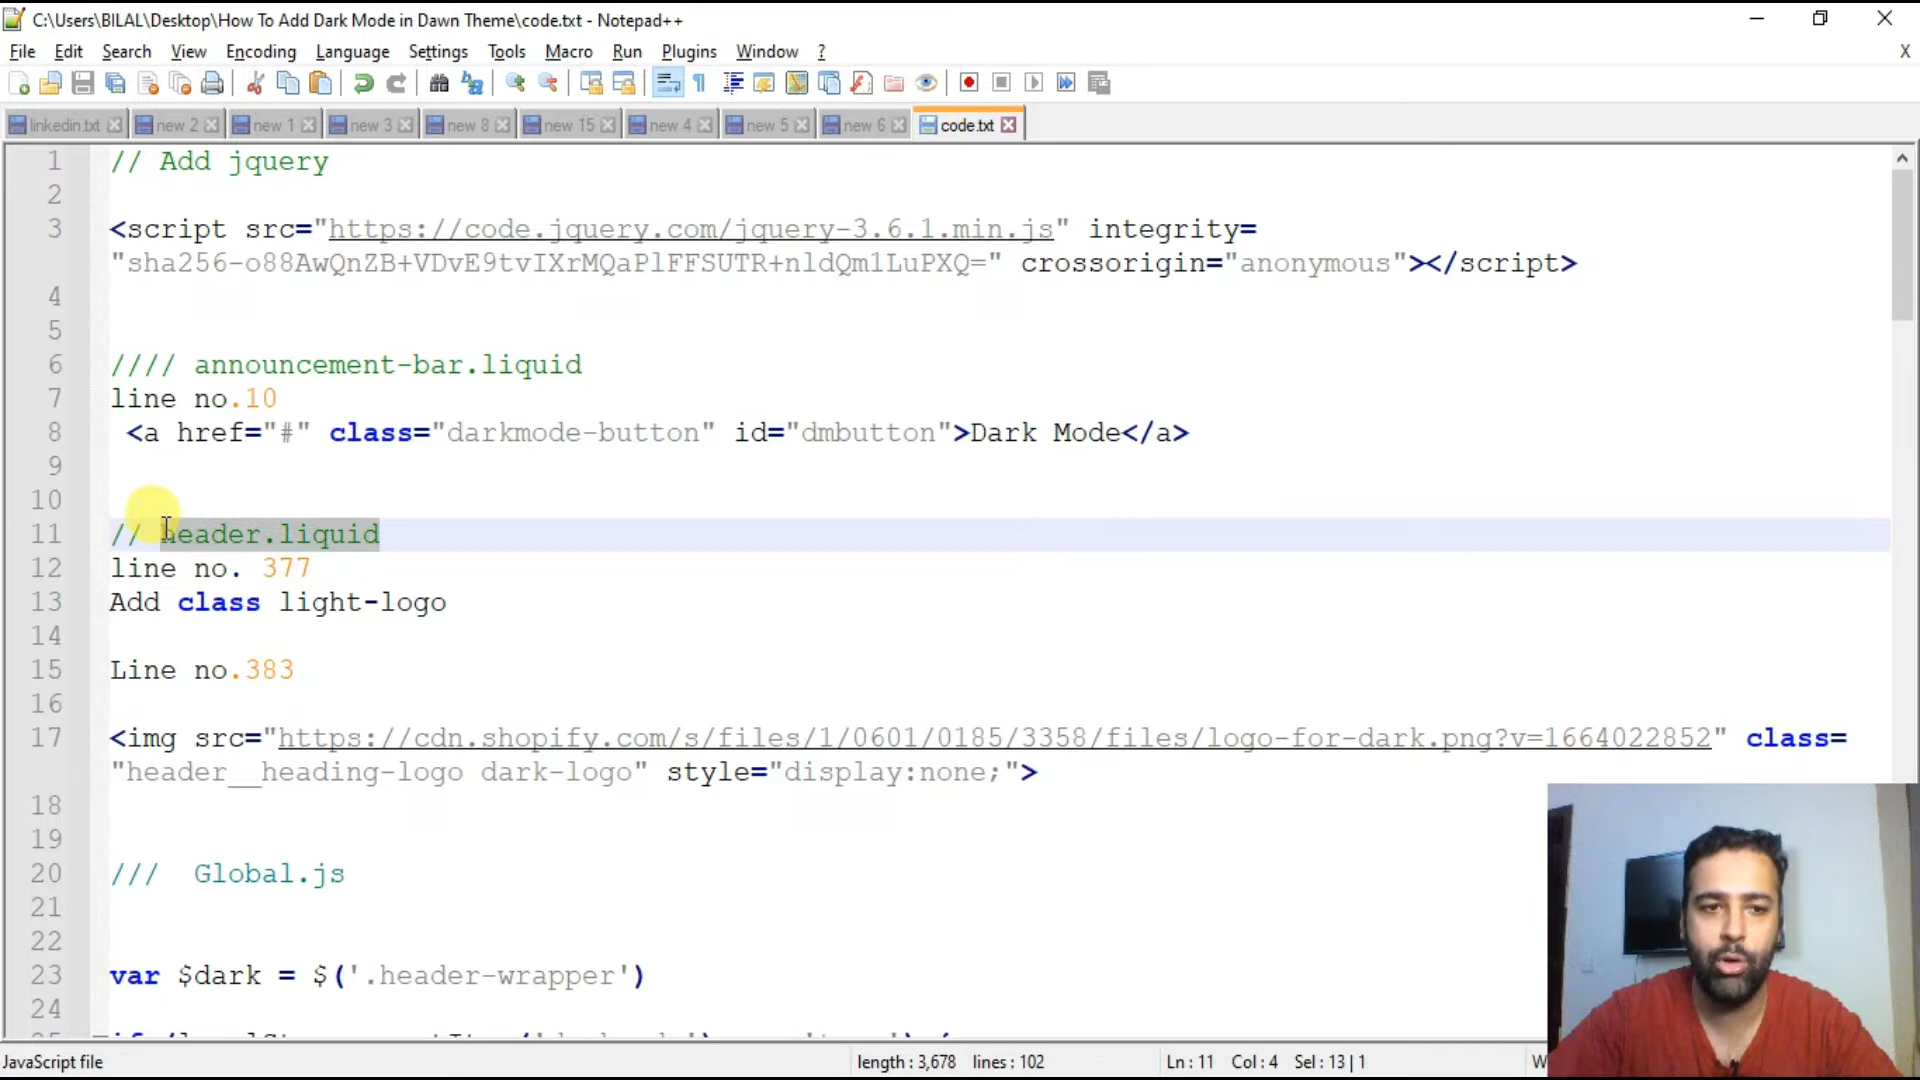 C:\Users\BILAL\Desktop\How To Add Dark Mode in Dawn Theme\code.txt - Notepad++
File Edit Search View Encoding Language Settings Tools Macro Run Plugins Window ? X
linkedin.txt new 2 new 1 new 3 new 8 new 15 new 4 new 5 new 6 code.txt
1 // Add jquery
2
3 <script src="https://code.jquery.com/jquery-3.6.1.min.js" integrity=
"sha256-o88AwQnZB+VDvE9tvIXrMQaPlFFSUTR+nldQm1LuPXQ=" crossorigin="anonymous"></script>
4
5
6 //// announcement-bar.liquid
7 line no.10
8 <a href="#" class="darkmode-button" id="dmbutton">Dark Mode</a>
9
10
11 // header.liquid
12 line no. 377
13 Add class light-logo
14
15 Line no.383
16
17 <img src="https://cdn.shopify.com/s/files/1/0601/0185/3358/files/logo-for-dark.png?v=1664022852" class=
"header__heading-logo dark-logo" style="display:none;">
18
19
20 /// Global.js
21
22
23 var $dark = $('.header-wrapper')
24
JavaScript file length : 3,678 lines : 102 Ln : 11 Col : 4 Sel : 13 | 1